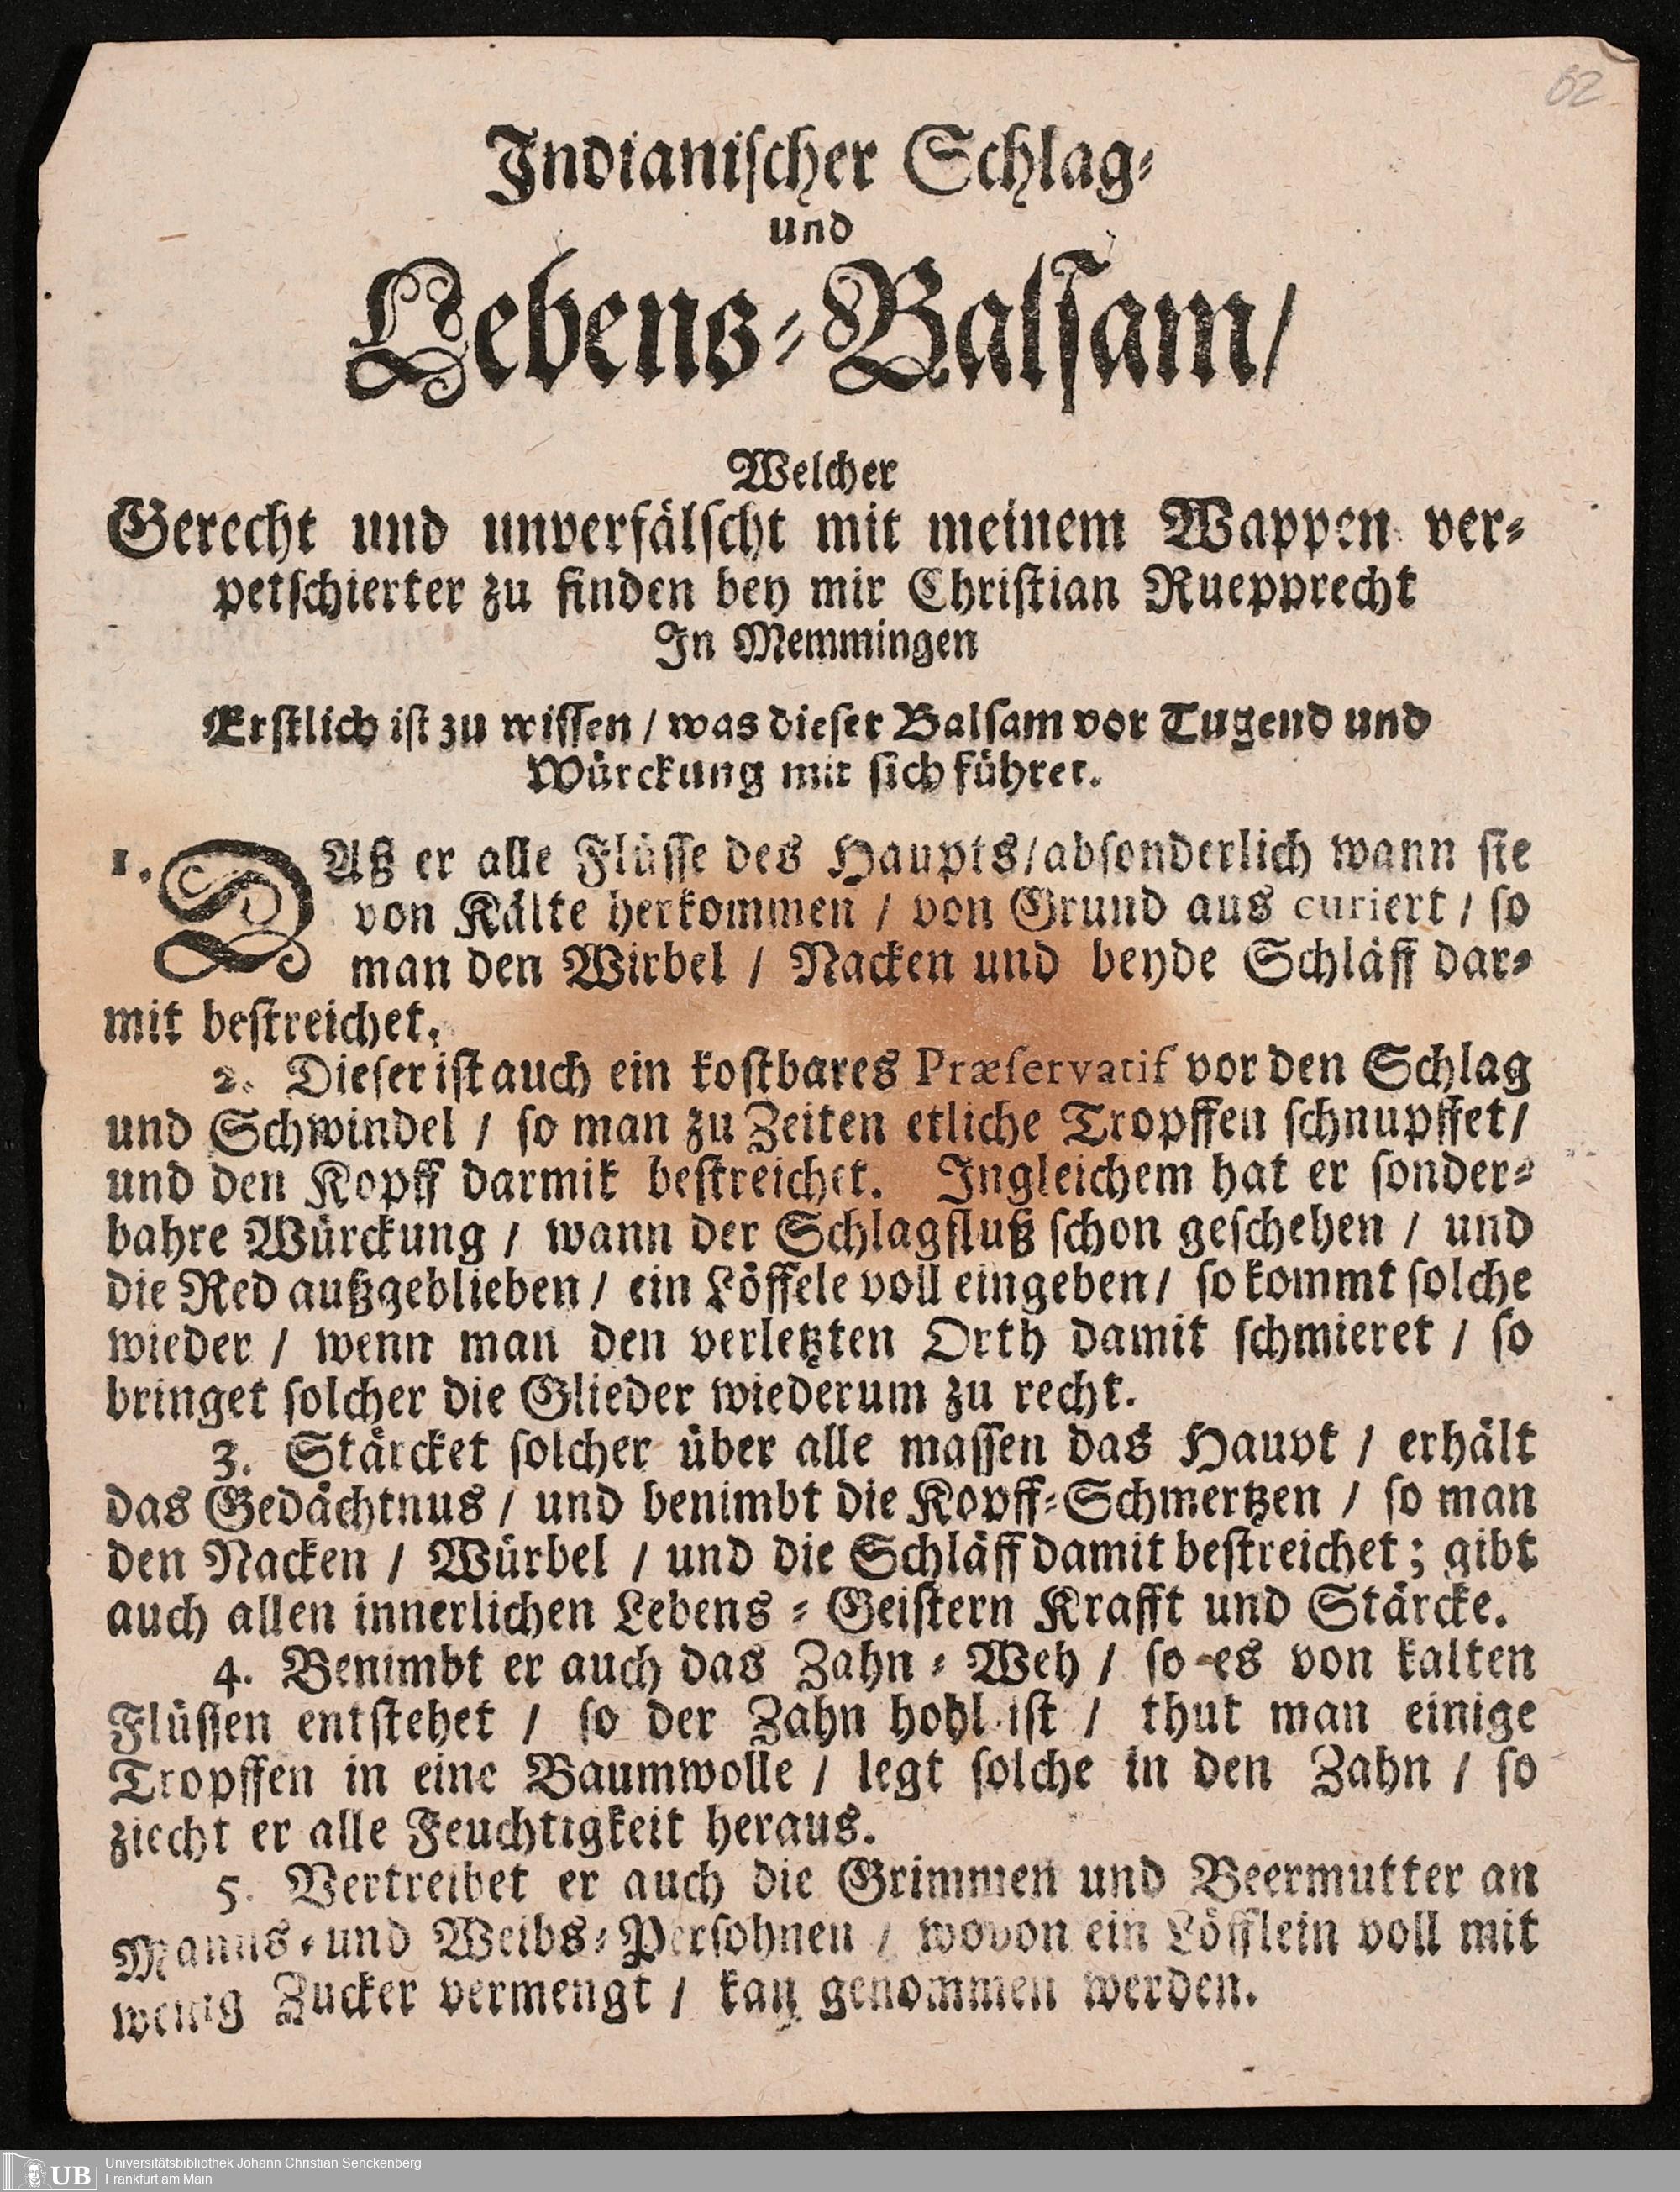 62
Indianischer Schlag-
und
Lebens-Balsam/
Welcher
Gerecht und unverfälscht mit meinem Wappen ver-
petschierter zu finden bey mir Christian Ruepprecht
In Memmingen
Erstlich ist zu wissen / was dieser Balsam vor Tugend und
Würckung mit sich führet.
1. DAß er alle Flüsse des Haupts/absonderlich wann sie
von Kälte herkommen / von Grund aus curiert / so
man den Wirbel / Nacken und beyde Schläff dar-
mit bestreichet.
2. Dieser ist auch ein kostbares Præservatif vor den Schlag
und Schwindel / so man zu Zeiten etliche Tropffen schnupffet/
und den Kopff darmit bestreichet. Ingleichem hat er sonder-
bahre Würckung / wann der Schlagfluß schon geschehen / und
die Red außgeblieben / ein Löffele voll eingeben / so kommt solche
wieder / wenn man den verletzten Orth damit schmieret / so
bringet solcher die Glieder wiederum zu recht.
3. Stärcket solcher über alle massen das Haupt / erhält
das Gedächtnus / und benimbt die Kopff-Schmertzen / so man
den Nacken / Würbel / und die Schläff damit bestreichet; gibt
auch allen innerlichen Lebens-Geistern Krafft und Stärcke.
4. Benimbt er auch das Zahn-Weh / so es von kalten
Flüssen entstehet / so der Zahn hohl ist / thut man einige
Tropffen in eine Baumwolle / legt solche in den Zahn / so
ziecht er alle Feuchtigkeit heraus.
5. Vertreibet er auch die Grimmen und Beermutter an
Manns- und Weibs-Persohnen / wovon ein Löfflein voll mit
wenig Zucker vermengt / kan genommen werden.
UB Universitätsbibliothek Johann Christian Senckenberg
Frankfurt am Main